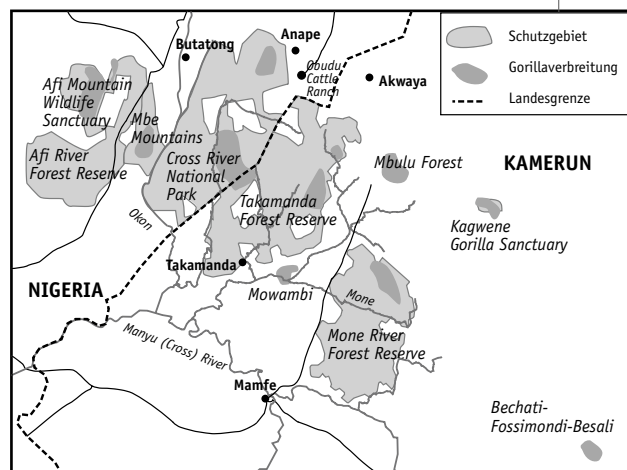 Anape
Butatong
Obudu
Cattle
Ranch
Akwaya
Schutzgebiet
Gorillaverbreitung
Landesgrenze
Afi Mountain
Wildlife
Sanctuary
Mbe
Mountains
Afi River
Forest Reserve
Cross River
National
Park
Okon
Takamanda
Forest Reserve
Mbulu Forest
KAMERUN
Kagwene
Gorilla Sanctuary
Takamanda
NIGERIA
Mowambi
Mone
Manyu (Cross) River
Mone River
Forest Reserve
Mamfe
Bechati-
Fossimondi-Besali